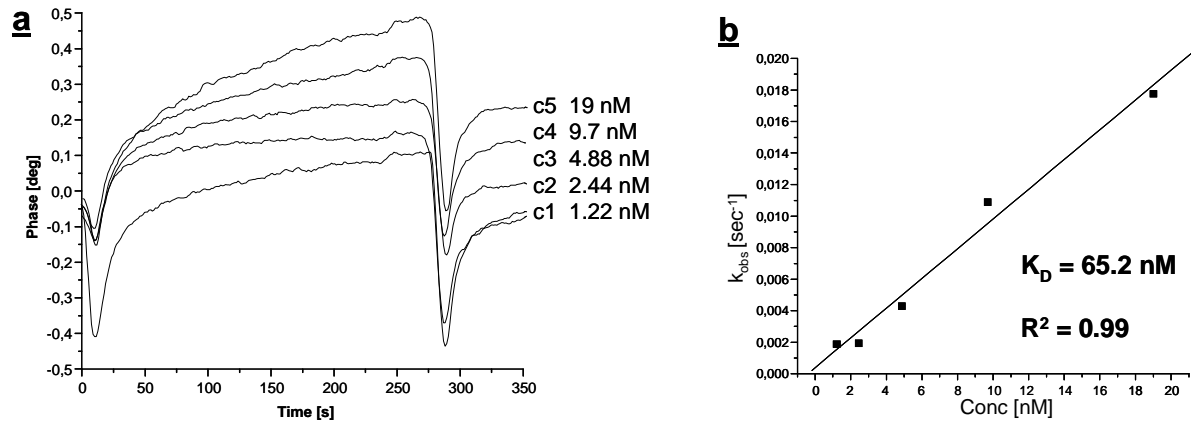 a
0,5
0,4
0,3
0,2
0,1
0,0
-0,1
-0,2
-0,3
-0,4
-0,5
Phase [deg]
0 50 100 150 200 250 300 350
Time [s]
c5 19 nM
c4 9.7 nM
c3 4.88 nM
c2 2.44 nM
c1 1.22 nM
b
0,020
0,018
0,016
0,014
0,012
0,010
0,008
0,006
0,004
0,002
0,000
kobs [sec-1]
0 2 4 6 8 10 12 14 16 18 20
Conc [nM]
KD = 65.2 nM
R2 = 0.99